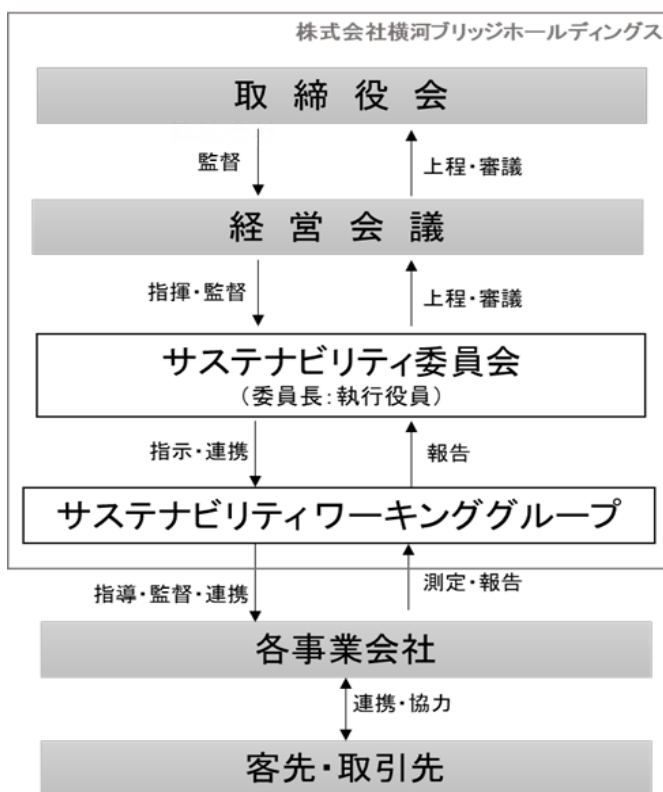 株式会社横河ブリッジホールディングス
取締役会
監督
上程・審議
経営会議
指揮・監督
上程・審議
サステナビリティ委員会
（委員長：執行役員）
指示・連携
報告
サステナビリティワーキンググループ
指導・監督・連携
測定・報告
各事業会社
連携・協力
客先・取引先